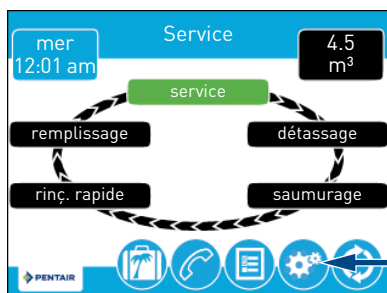 mer
12:01 am
Service
4.5
m³
service
remplissage
détassage
rinç. rapide
saumurage
PENTAIR